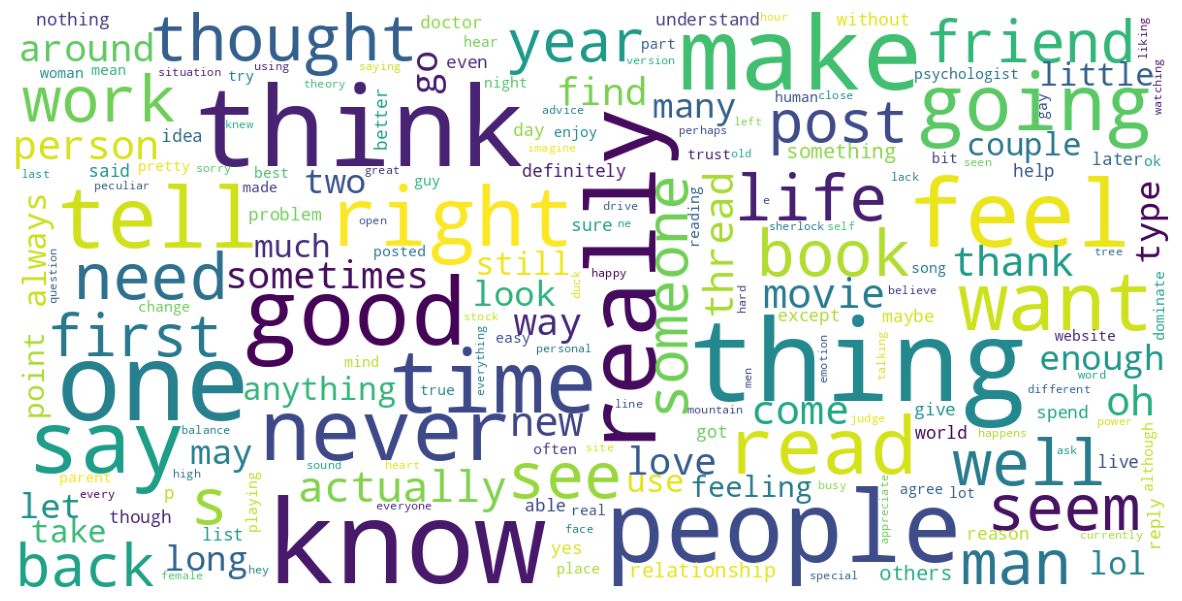 nothing
around
thought
doctor
hear
year
understand
part
version
hour
without
make
friend
liking
woman
mean
situation
using
try
saying
theory
go
even
night
find
many
psychologist
little
watching
work
think
knew
better
advice
day
enjoy
imagine
human
close
perhaps
left
post
going
gay
person
idea
said
pretty
sorry
best
great
guy
definitely
trust
old
something
couple
bit
seen
help
later
ok
last
peculiar
made
two
really
someone
reading
thread
life
lack
type
always
tell
problem
right
open
drive
sure
ne
e
sherlock
self
feel
question
need
much
sometimes
posted
still
duck
happy
book
song
thank
tree
change
good
look
stock
way
hard
movie
believe
want
dominate
except
maybe
point
first
mind
easy
personal
everything
thing
men
emotion
talking
website
enough
word
one
anything
time
true
line
mountain
come
judge
give
different
spend
oh
say
balance
never
new
often
site
got
read
world
happens
power
may
high
sound
heart
love
well
ask
live
although
parent
every
p
s
playing
actually
see
use
feeling
busy
appreciate
agree
lot
seem
let
though
list
everyone
able
real
face
people
reason
currently
reply
take
know
yes
place
relationship
special
others
back
female
long
hey
man
lol